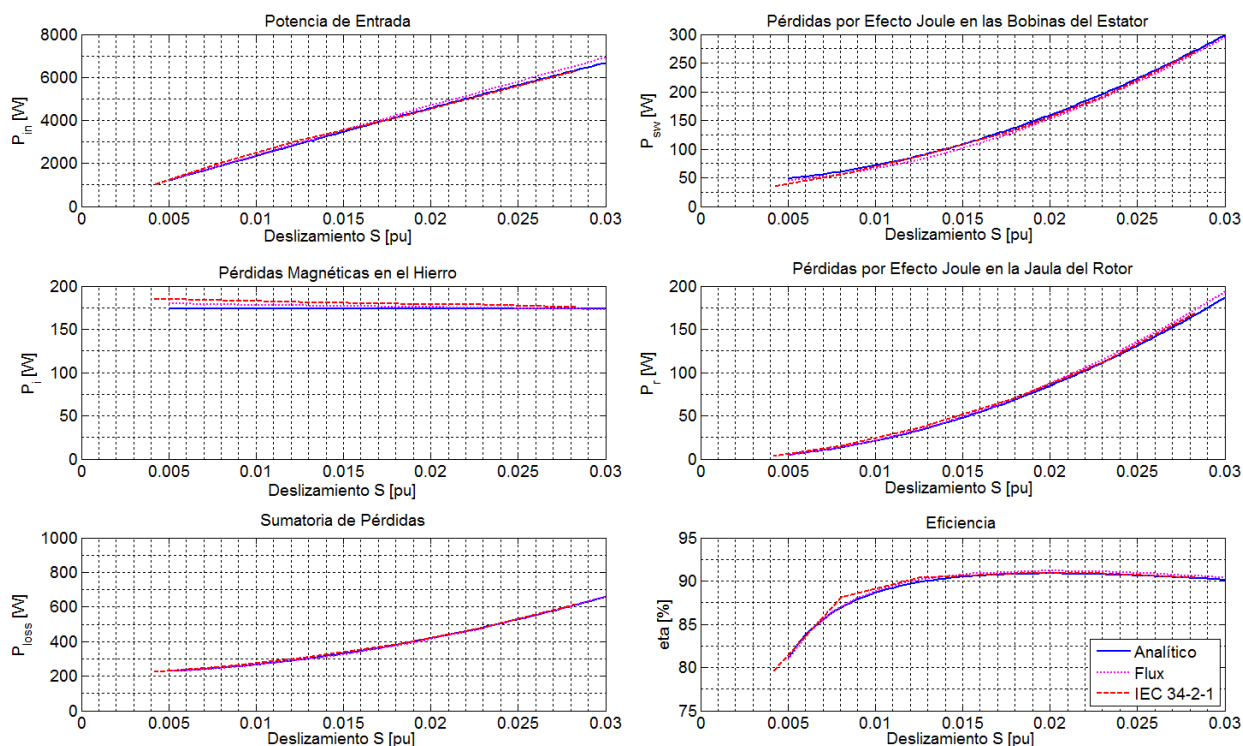 Potencia de Entrada
8000
6000
4000
2000
0
P_in [W]
0 0.005 0.01 0.015 0.02 0.025 0.03
Deslizamiento S [pu]
Pérdidas por Efecto Joule en las Bobinas del Estator
300
250
200
150
100
50
0
P_sw [W]
0 0.005 0.01 0.015 0.02 0.025 0.03
Deslizamiento S [pu]
Pérdidas Magnéticas en el Hierro
200
150
100
50
0
P_i [W]
0 0.005 0.01 0.015 0.02 0.025 0.03
Deslizamiento S [pu]
Pérdidas por Efecto Joule en la Jaula del Rotor
200
150
100
50
0
P_r [W]
0 0.005 0.01 0.015 0.02 0.025 0.03
Deslizamiento S [pu]
Sumatoria de Pérdidas
1000
800
600
400
200
0
P_loss [W]
0 0.005 0.01 0.015 0.02 0.025 0.03
Deslizamiento S [pu]
Eficiencia
95
90
85
80
75
eta [%]
Analítico
Flux
IEC 34-2-1
0 0.005 0.01 0.015 0.02 0.025 0.03
Deslizamiento S [pu]